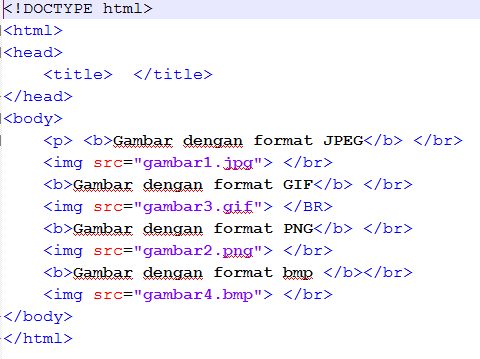 <!DOCTYPE html>
<html>
<head>
<title>  </title>
</head>
<body>
<p> <b>Gambar dengan format JPEG</b> </br>
<img src="gambar1.jpg"> </br>
<b>Gambar dengan format GIF</b> </br>
<img src="gambar3.gif"> </BR>
<b>Gambar dengan format PNG</b> </br>
<img src="gambar2.png"> </br>
<b>Gambar dengan format bmp </b></br>
<img src="gambar4.bmp"> </br>
</body>
</html>